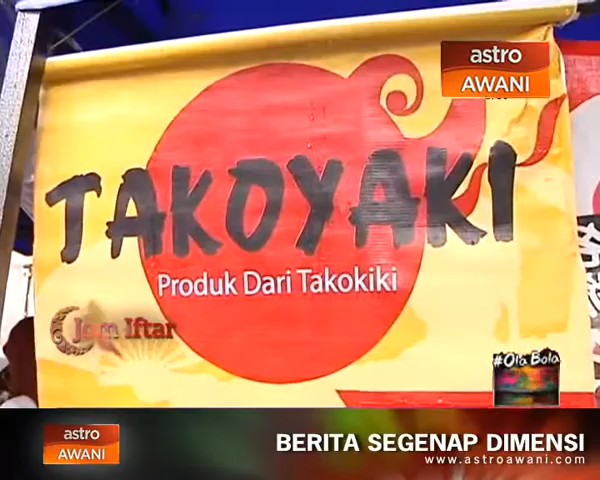 astro
AWANI
TAKOYAKI
Produk Dari Takokiki
Jom Iftar
#Ola Bola
astro
AWANI
BERITA SEGENAP DIMENSI
www.astroawani.com